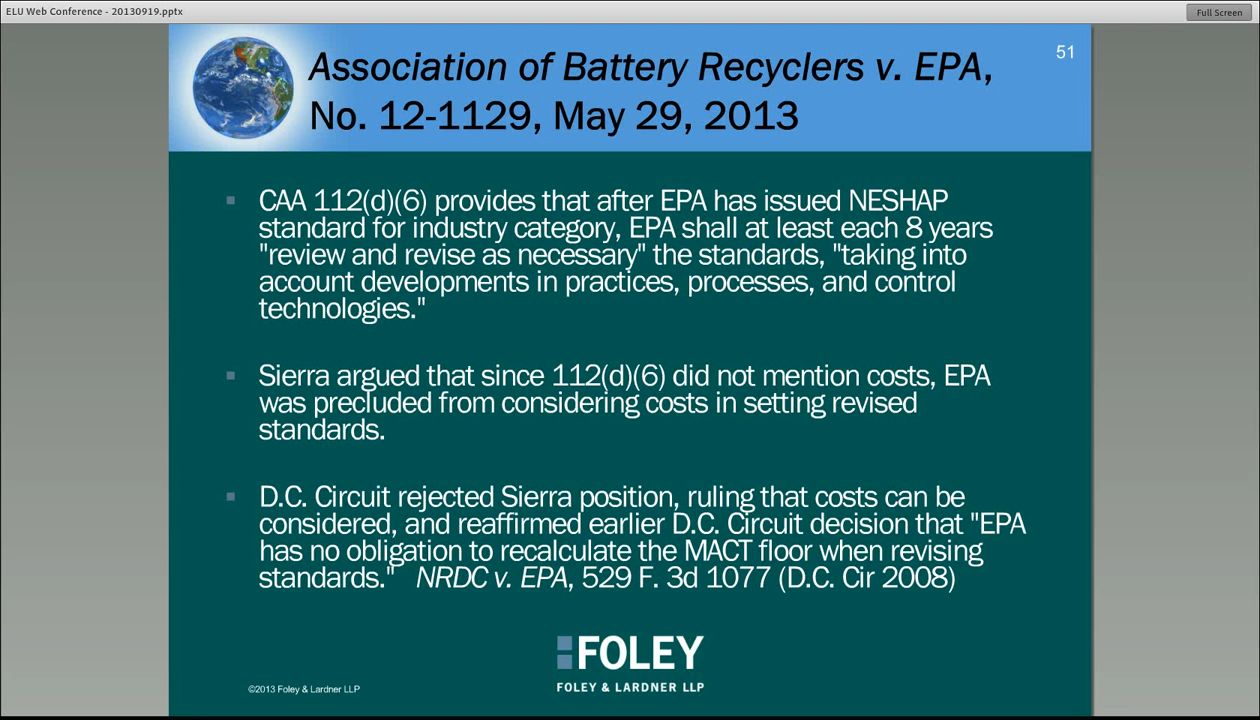 ELU Web Conference - 20130919.pptx
Full Screen
51
Association of Battery Recyclers v. EPA,
No. 12-1129, May 29, 2013
▪ CAA 112(d)(6) provides that after EPA has issued NESHAP
standard for industry category, EPA shall at least each 8 years
"review and revise as necessary" the standards, "taking into
account developments in practices, processes, and control
technologies."
▪ Sierra argued that since 112(d)(6) did not mention costs, EPA
was precluded from considering costs in setting revised
standards.
▪ D.C. Circuit rejected Sierra position, ruling that costs can be
considered, and reaffirmed earlier D.C. Circuit decision that "EPA
has no obligation to recalculate the MACT floor when revising
standards." NRDC v. EPA, 529 F. 3d 1077 (D.C. Cir 2008)
FOLEY
FOLEY & LARDNER LLP
©2013 Foley & Lardner LLP